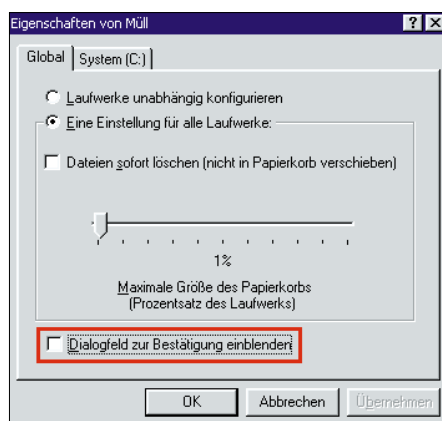 Eigenschaften von Müll
Global
System (C:)
Laufwerke unabhängig konfigurieren
Eine Einstellung für alle Laufwerke:
Dateien sofort löschen (nicht in Papierkorb verschieben)
1%
Maximale Größe des Papierkorbs
(Prozentsatz des Laufwerks)
Dialogfeld zur Bestätigung einblenden
OK
Abbrechen
Übernehmen